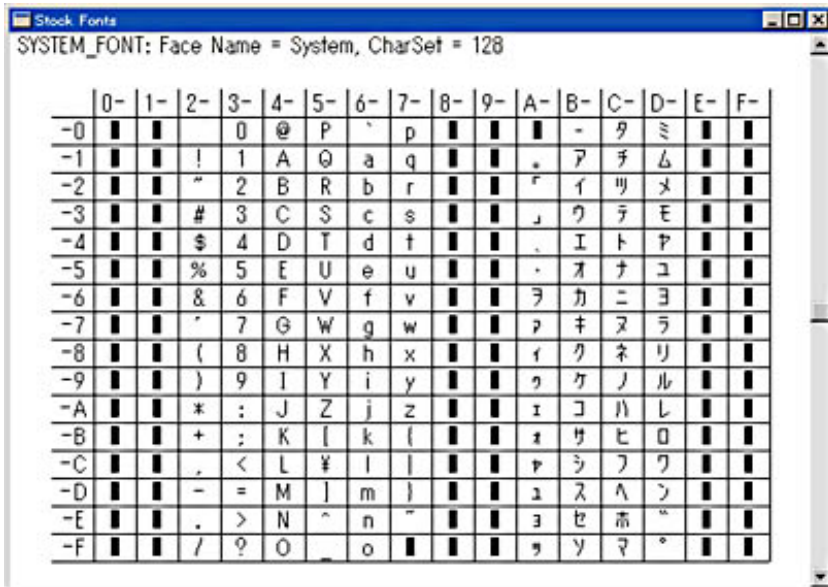 Stock Fonts
SYSTEM_FONT: Face Name = System, CharSet = 128
0- 1- 2- 3- 4- 5- 6- 7- 8- 9- A- B- C- D- E- F-
-0 0 @ P ` p ｰ ﾀ ﾐ
-1 ! 1 A Q a q ｡ ｱ ﾁ ﾑ
-2 " 2 B R b r ｢ ｲ ﾂ ﾒ
-3 # 3 C S c s ｣ ｳ ﾃ ﾓ
-4 $ 4 D T d t ､ ｴ ﾄ ﾔ
-5 % 5 E U e u ･ ｵ ﾅ ﾕ
-6 & 6 F V f v ｦ ｶ ﾆ ﾖ
-7 ' 7 G W g w ｧ ｷ ﾇ ﾗ
-8 ( 8 H X h x ｨ ｸ ﾈ ﾘ
-9 ) 9 I Y i y ｩ ｹ ﾉ ﾙ
-A * : J Z j z ｪ ｺ ﾊ ﾚ
-B + ; K [ k { ｫ ｻ ﾋ ﾛ
-C , < L ¥ l | ｬ ｼ ﾌ ﾜ
-D - = M ] m } ｭ ｽ ﾍ ﾝ
-E . > N ^ n ~ ｮ ｾ ﾎ ﾞ
-F / ? O _ o ｯ ｿ ﾏ ﾟ